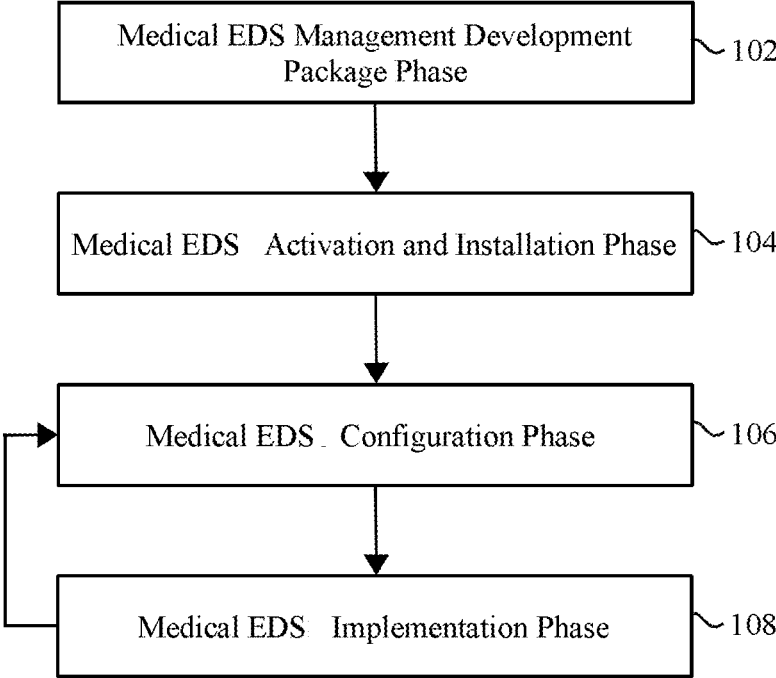 Medical EDS Management Development
Package Phase
102
Medical EDS Activation and Installation Phase
104
Medical EDS Configuration Phase
106
Medical EDS Implementation Phase
108